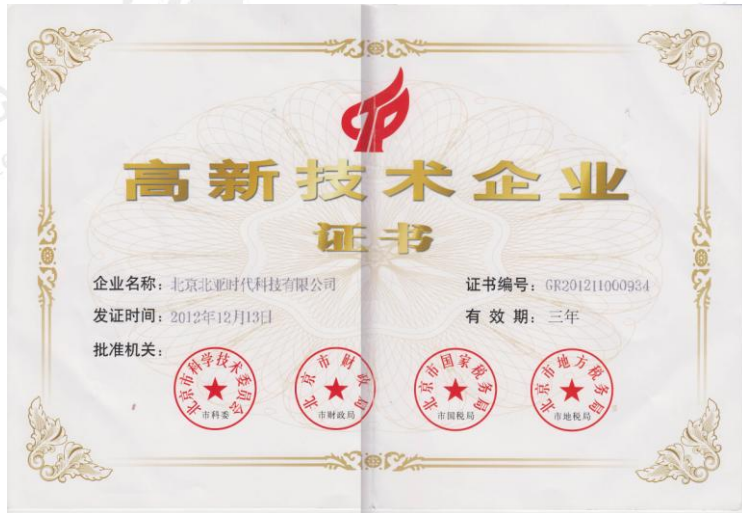 高新技术企业
证书
企业名称：北京北亚时代科技有限公司
证书编号：GR201211000934
发证时间：2012年12月13日
有 效 期：三年
批准机关：
北京市科学技术委员会
市科委
北京市财政局
市财政局
北京市国家税务局
市国税局
北京市地方税务局
市地税局